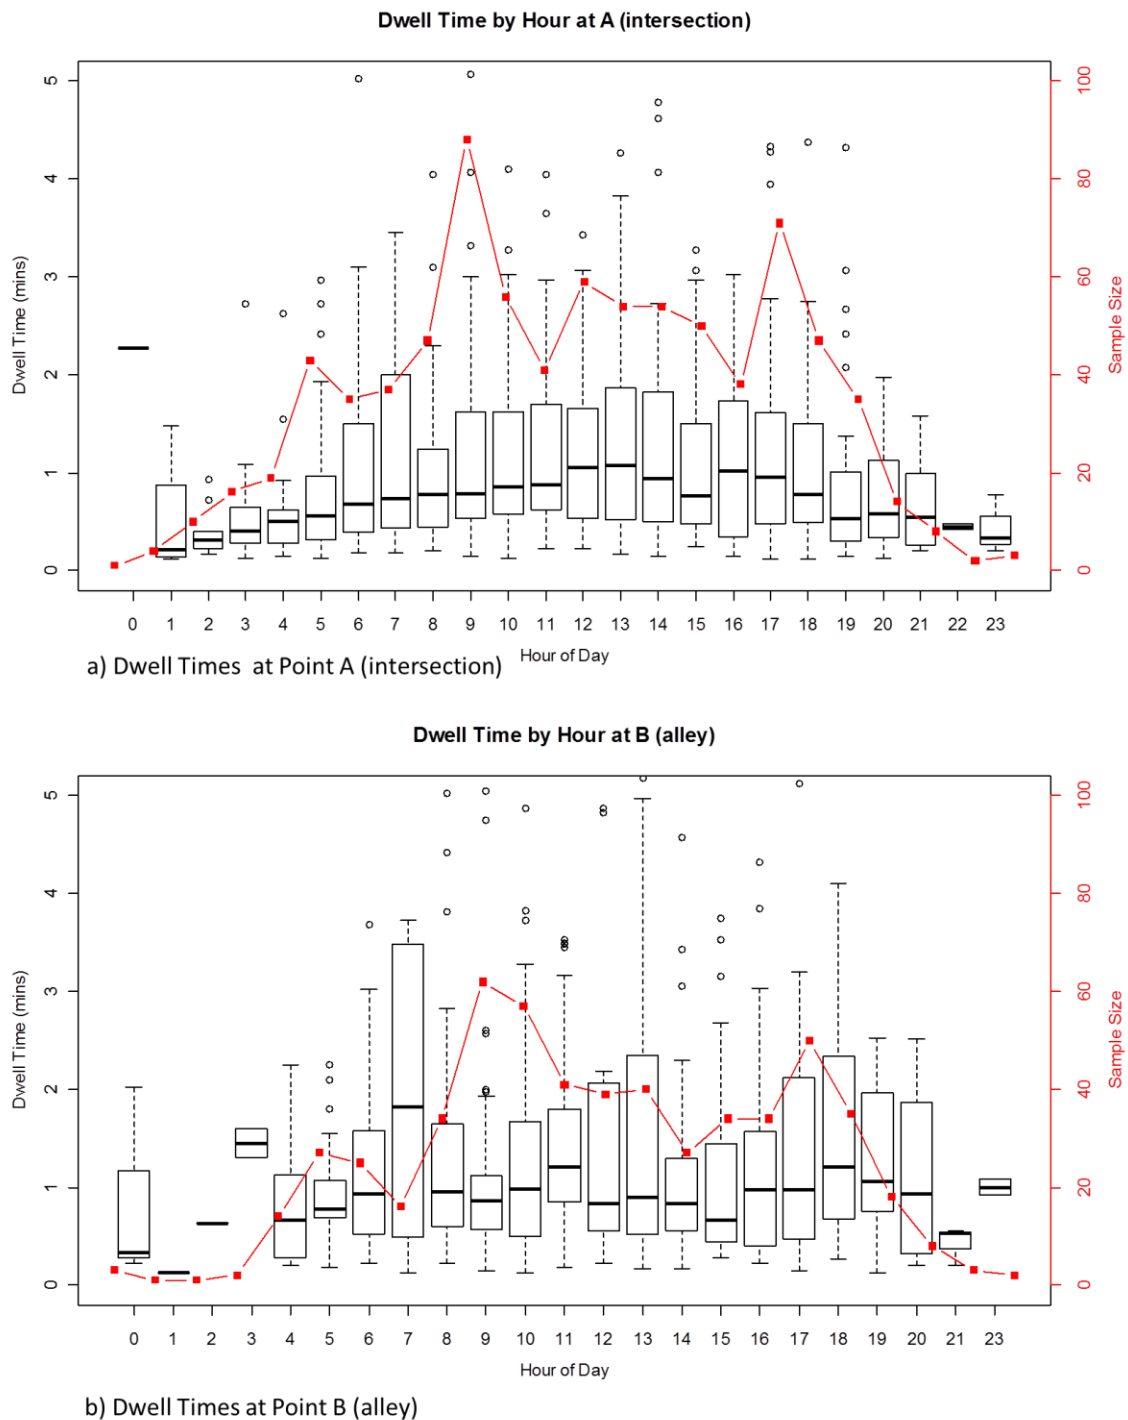 Dwell Time by Hour at A (intersection)
Dwell Time (mins)
0 1 2 3 4 5
Sample Size
0 20 40 60 80 100
0 1 2 3 4 5 6 7 8 9 10 11 12 13 14 15 16 17 18 19 20 21 22 23
Hour of Day
a) Dwell Times at Point A (intersection)
Dwell Time by Hour at B (alley)
Dwell Time (mins)
0 1 2 3 4 5
Sample Size
0 20 40 60 80 100
0 1 2 3 4 5 6 7 8 9 10 11 12 13 14 15 16 17 18 19 20 21 23
Hour of Day
b) Dwell Times at Point B (alley)